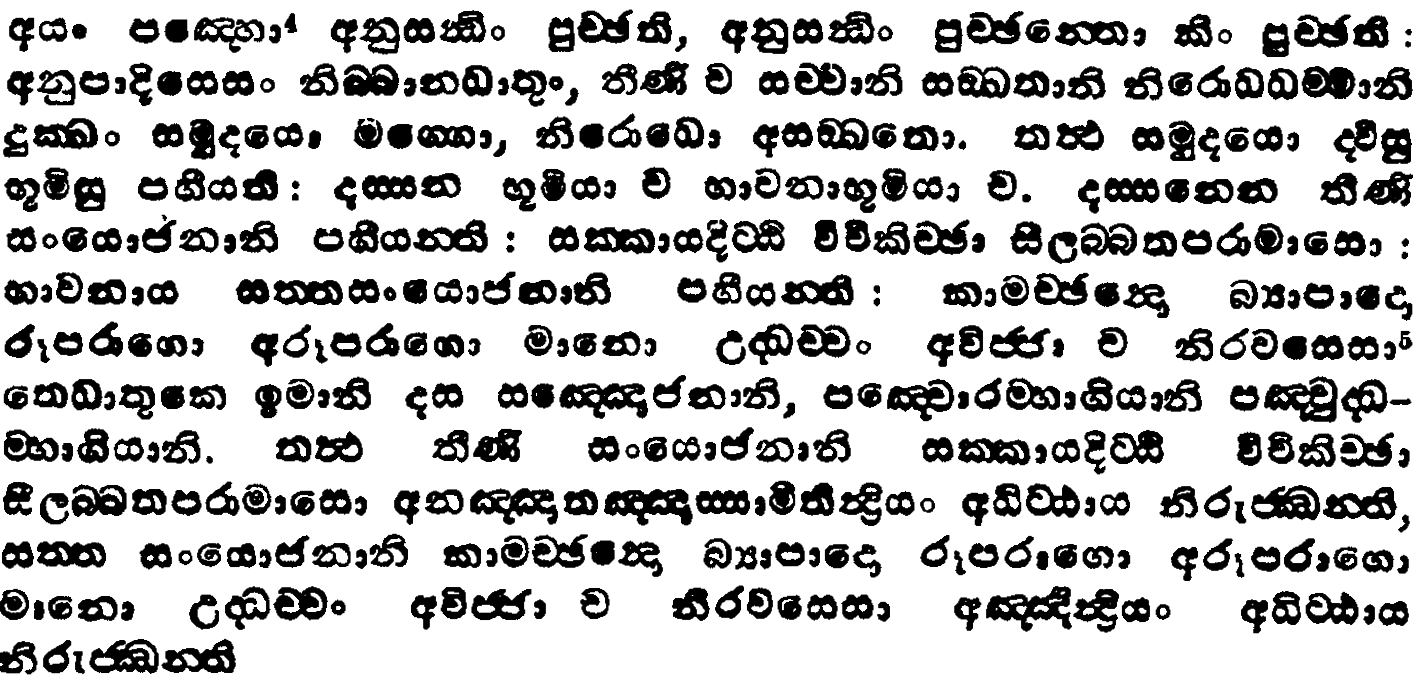 අයං පඤ්හො⁴ අනුසන්ධිං පුච්ඡති, අනුසන්ධිං පුච්ඡන්තො කිං පුච්ඡති :
අනුපාදිසෙසං නිබ්බානධාතුං, තීණි ච සච්චානි සඞ්ඛතානි නිරොධධම්මානි
දුක්ඛං සමුදයො මග්ගො, නිරොධො අසඞ්ඛතො. තත්ථ සමුදයො ද්වීසු
භූමිසු පහීයති : දස්සන භූමියා ච භාවනාභූමියා ච. දස්සනෙන තීණි
සංයොජනානි පහීයන්ති : සක්කායදිට්ඨි විචිකිච්ඡා සීලබ්බතපරාමාසො :
භාවනාය සත්තසංයොජනානි පහීයන්ති : කාමච්ඡන්දො බ්‍යාපාදො
රූපරාගො අරූපරාගො මානො උද්ධච්චං අවිජ්ජා ච නිරවසෙසා⁵
තෙධාතුකෙ ඉමානි දස සඤ්ඤොජනානි, පඤ්චොරම්භාගියානි පඤ්චුද්ධ-
ම්භාගියානි. තත්ථ තීණි සංයොජනානි සක්කායදිට්ඨි විචිකිච්ඡා
සීලබ්බතපරාමාසො අනඤ්ඤාතඤ්ඤස්සාමීතින්ද්‍රියං අධිට්ඨාය නිරුජ්ඣන්ති,
සත්ත සංයොජනානි කාමච්ඡන්දො බ්‍යාපාදො රූපරාගො අරූපරාගො
මානො උද්ධච්චං අවිජ්ජා ච නිරවසෙසා අඤ්ඤින්ද්‍රියං අධිට්ඨාය
නිරුජ්ඣන්ති